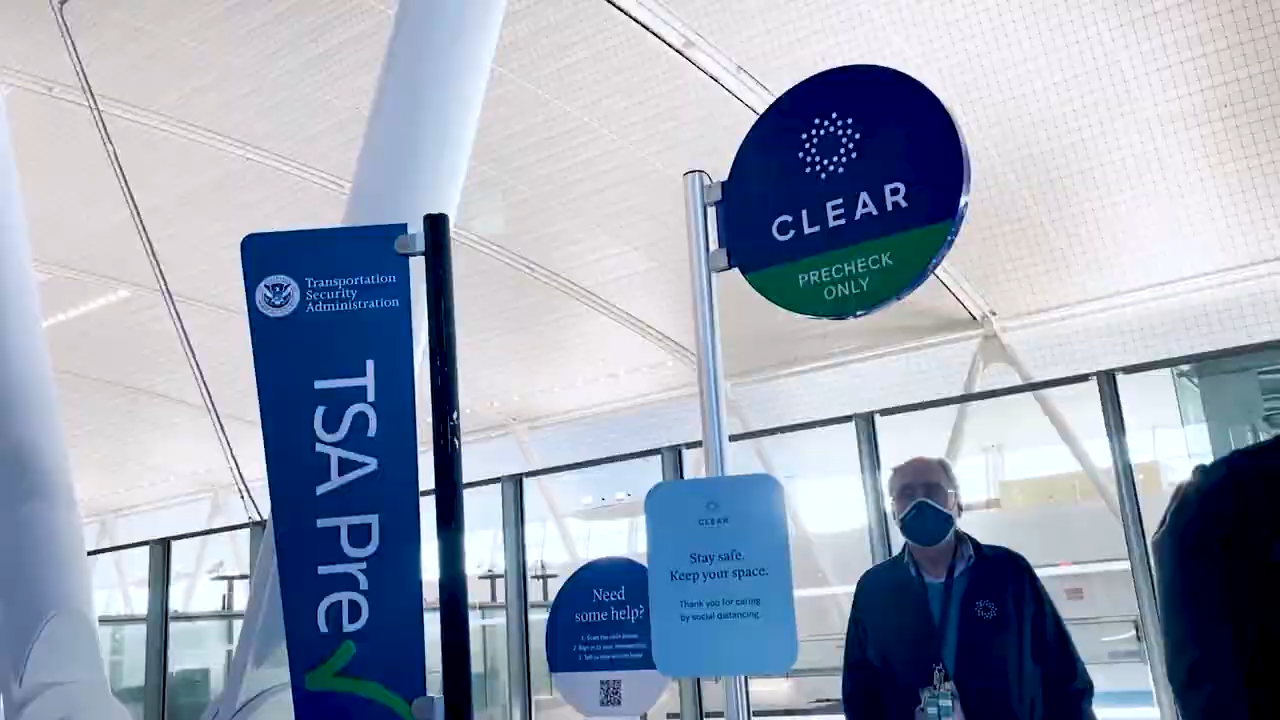 Transportation
Security
Administration
TSA Pre
CLEAR
PRECHECK
ONLY
CLEAR
Stay safe.
Keep your space.
Thank you for caring
by social distancing.
Need
some help?